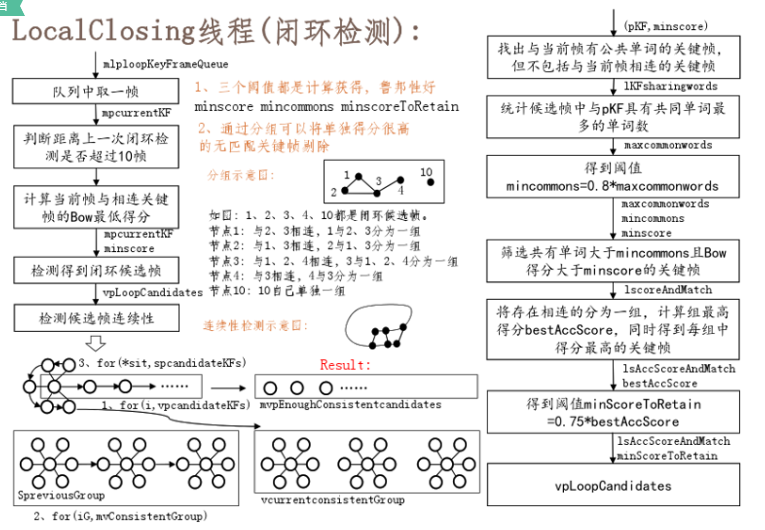 档
LocalClosing线程(闭环检测):
mlploopKeyFrameQueue
队列中取一帧
mpcurrentKF
判断距离上一次闭环检
测是否超过10帧
计算当前帧与相连关键
帧的Bow最低得分
mpcurrentKF
minscore
检测得到闭环候选帧
vpLoopCandidates
检测候选帧连续性
1、三个阈值都是计算获得，鲁邦性好
minscore mincommons minscoreToRetain
2、通过分组可以将单独得分很高
的无匹配关键帧剔除
分组示意图:
1
2
3
4
10
如图: 1、2、3、4、10都是闭环候选帧。
节点1: 与2、3相连，1与2、3分为一组
节点2: 与1、3相连，2与1、3分为一组
节点3: 与1、2、4相连，3与1、2、4分为一组
节点4: 与3相连，4与3分为一组
节点10: 10自己单独一组
连续性检测示意图:
3、for(*sit,spcandidateKFs)
……
1、for(i,vpcandateKFs)
Result:
……
mvpEnoughConsistentcandidates
SpreviousGroup
2、for(iG,mvConsistentGroup)
vcurrentconsistentGroup
(pKF,minscore)
找出与当前帧有公共单词的关键帧,
但不包括与当前帧相连的关键帧
lKFsharingwords
统计候选帧中与pKF具有共同单词最
多的单词数
maxcommonwords
得到阈值
mincommons=0.8*maxcommonwords
maxcommonwords
mincommons
minscore
筛选共有单词大于mincommons且Bow
得分大于minscore的关键帧
lscoreAndMatch
将存在相连的分为一组，计算组最高
得分bestAccScore，同时得到每组中
得分最高的关键帧
lsAccScoreAndMatch
bestAccScore
得到阈值minScoreToRetain
=0.75*bestAccScore
lsAccScoreAndMatch
minScoreToRetain
vpLoopCandidates